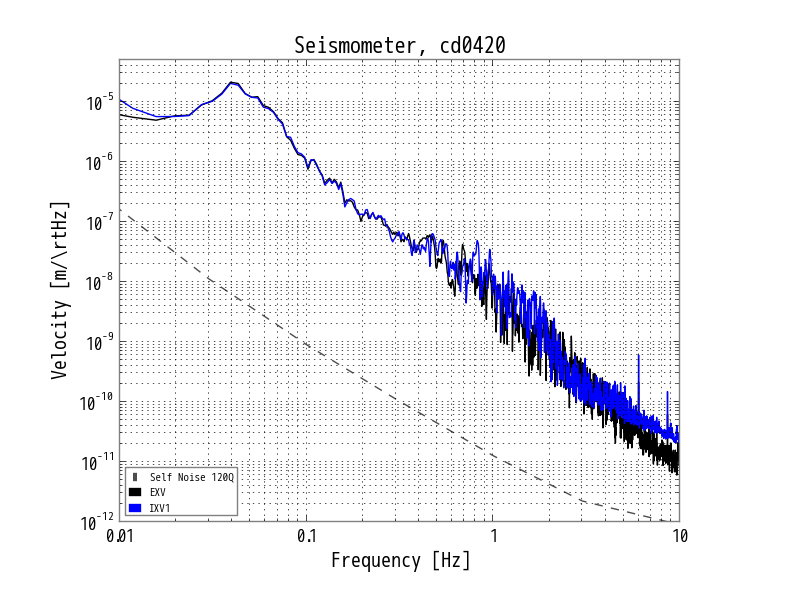 Seismometer, cd0420
Velocity [m/\rtHz]
10-5
10-6
10-7
10-8
10-9
10-10
10-11
10-12
Self Noise 120Q
EXV
IXV1
0.01
0.1
1
10
Frequency [Hz]